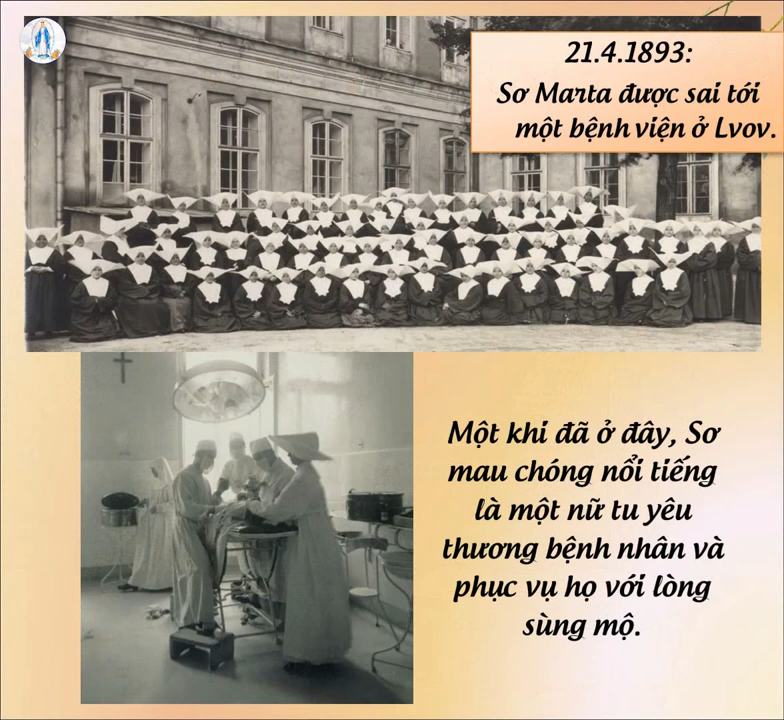 21.4.1893:
Sơ Marta được sai tới
một bệnh viện ở Lvov.
Một khi đã ở đây, Sơ
mau chóng nổi tiếng
là một nữ tu yêu
thương bệnh nhân và
phục vụ họ với lòng
sùng mộ.